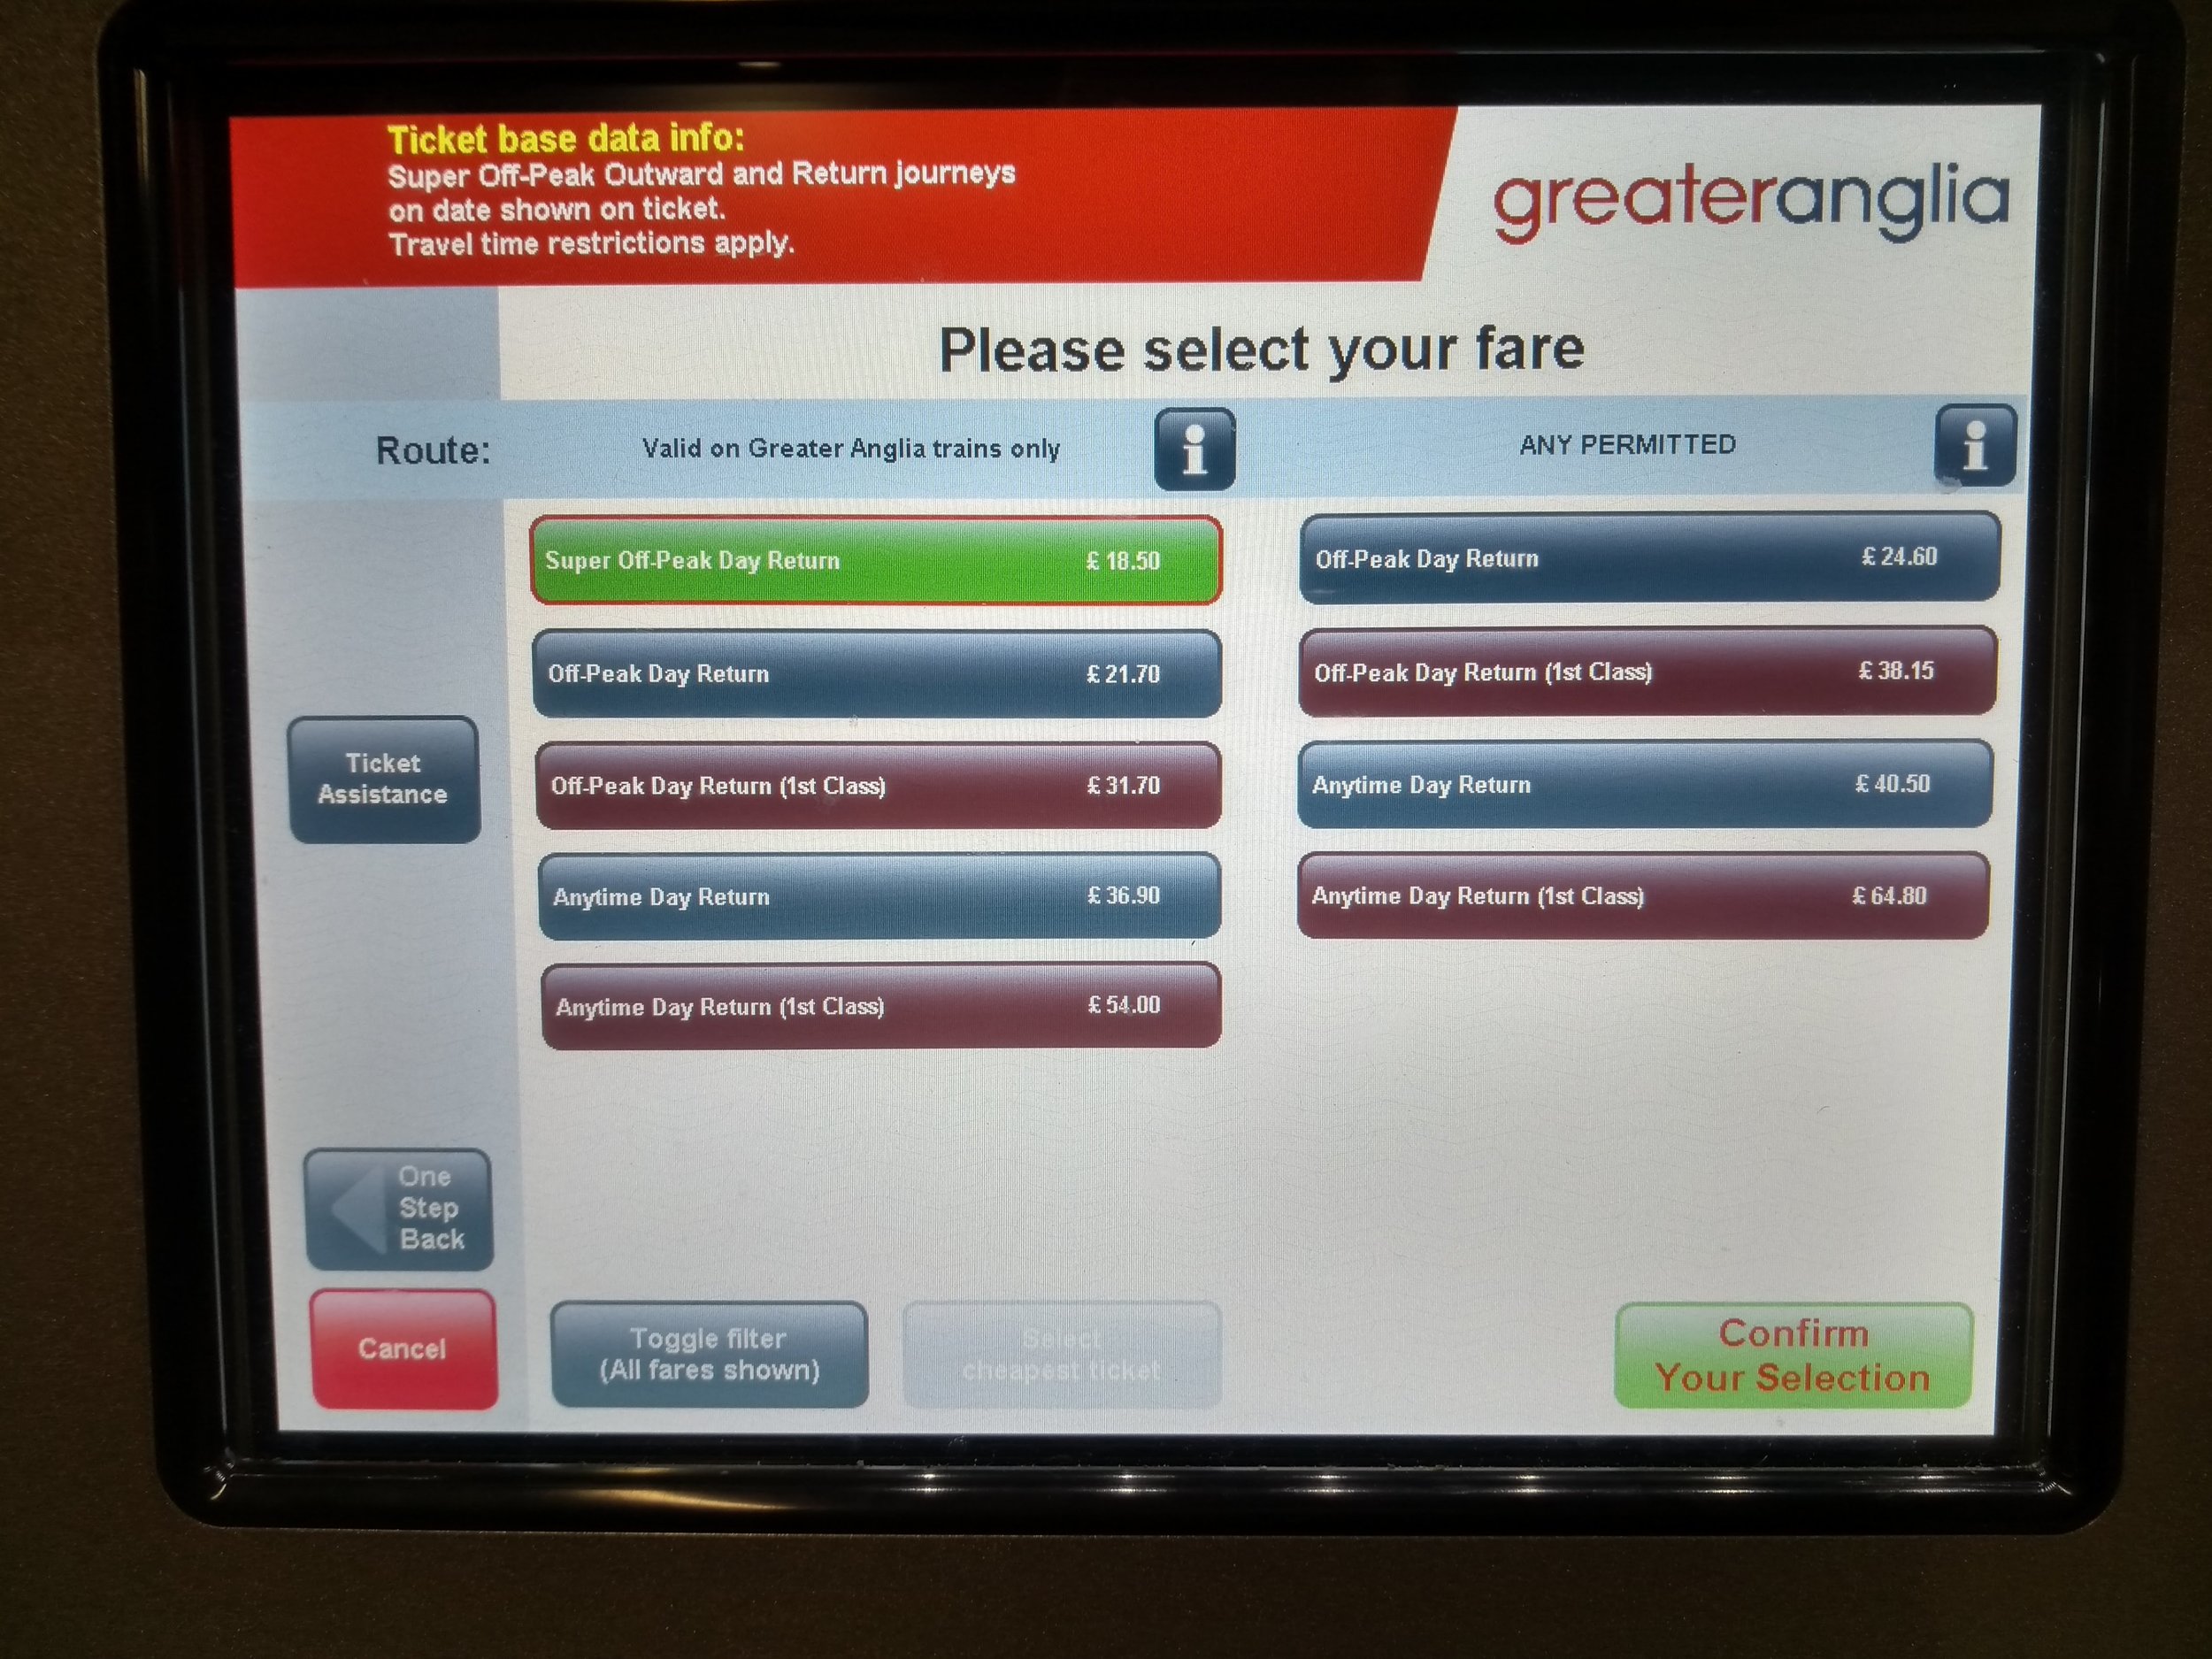 Ticket base data info:
Super Off-Peak Outward and Return journeys
on date shown on ticket.
Travel time restrictions apply.
greateranglia
Please select your fare
Route:
Valid on Greater Anglia trains only
i
ANY PERMITTED
i
Super Off-Peak Day Return £ 18.50
Off-Peak Day Return £ 21.70
Off-Peak Day Return (1st Class) £ 31.70
Anytime Day Return £ 36.90
Anytime Day Return (1st Class) £ 54.00
Off-Peak Day Return £ 24.60
Off-Peak Day Return (1st Class) £ 38.15
Anytime Day Return £ 40.50
Anytime Day Return (1st Class) £ 64.80
Ticket
Assistance
One
Step
Back
Cancel
Toggle filter
(All fares shown)
Select
cheapest ticket
Confirm
Your Selection